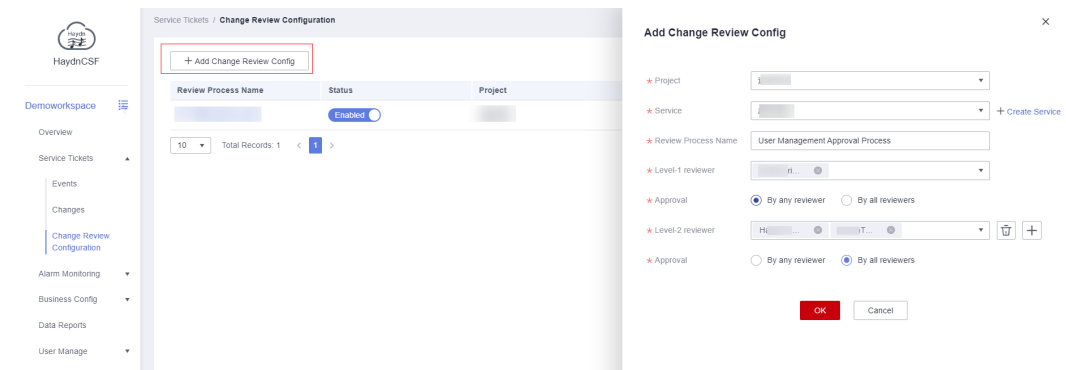 Haydn
HaydnCSF
Demoworkspace
Overview
Service Tickets
Events
Changes
Change Review
Configuration
Alarm Monitoring
Business Config
Data Reports
User Manage
Service Tickets / Change Review Configuration
+ Add Change Review Config
Review Process Name Status Project
Enabled
10 Total Records: 1 < 1 >
Add Change Review Config
* Project
* Service + Create Service
* Review Process Name User Management Approval Process
* Level-1 reviewer
* Approval By any reviewer By all reviewers
* Level-2 reviewer
* Approval By any reviewer By all reviewers
OK Cancel